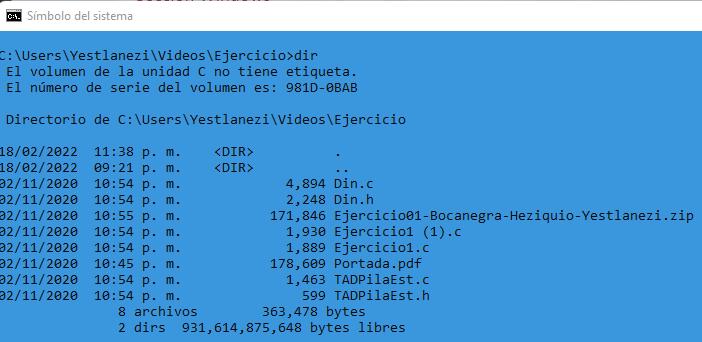 Símbolo del sistema
C:\Users\Yestlanezi\Videos\Ejercicio>dir
El volumen de la unidad C no tiene etiqueta.
El número de serie del volumen es: 981D-0BAB
Directorio de C:\Users\Yestlanezi\Videos\Ejercicio
18/02/2022 11:38 p. m. <DIR> .
18/02/2022 09:21 p. m. <DIR> ..
02/11/2020 10:54 p. m. 4,894 Din.c
02/11/2020 10:54 p. m. 2,248 Din.h
02/11/2020 10:55 p. m. 171,846 Ejercicio01-Bocanegra-Heziquio-Yestlanezi.zip
02/11/2020 10:54 p. m. 1,930 Ejercicio1 (1).c
02/11/2020 10:54 p. m. 1,889 Ejercicio1.c
02/11/2020 10:45 p. m. 178,609 Portada.pdf
02/11/2020 10:54 p. m. 1,463 TADPilaEst.c
02/11/2020 10:54 p. m. 599 TADPilaEst.h
8 archivos 363,478 bytes
2 dirs 931,614,875,648 bytes libres